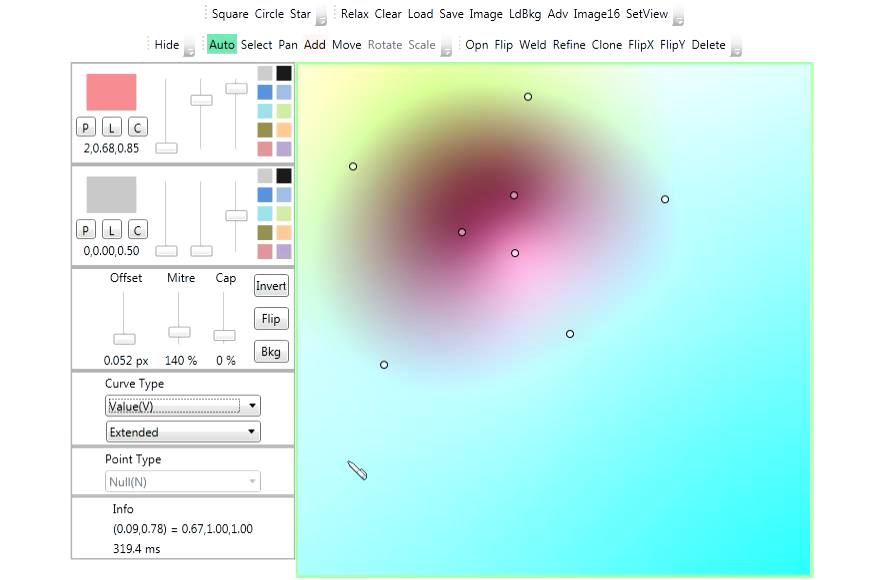 Square Circle Star Relax Clear Load Save Image LdBkg Adv Image16 SetView
Hide Auto Select Pan Add Move Rotate Scale Opn Flip Weld Refine Clone FlipX FlipY Delete
P L C
2,0.68,0.85
P L C
0,0.00,0.50
Offset Mitre Cap
Invert
Flip
Bkg
0.052 px 140 % 0 %
Curve Type
Value(V)
Extended
Point Type
Null(N)
Info
(0.09,0.78) = 0.67,1.00,1.00
319.4 ms